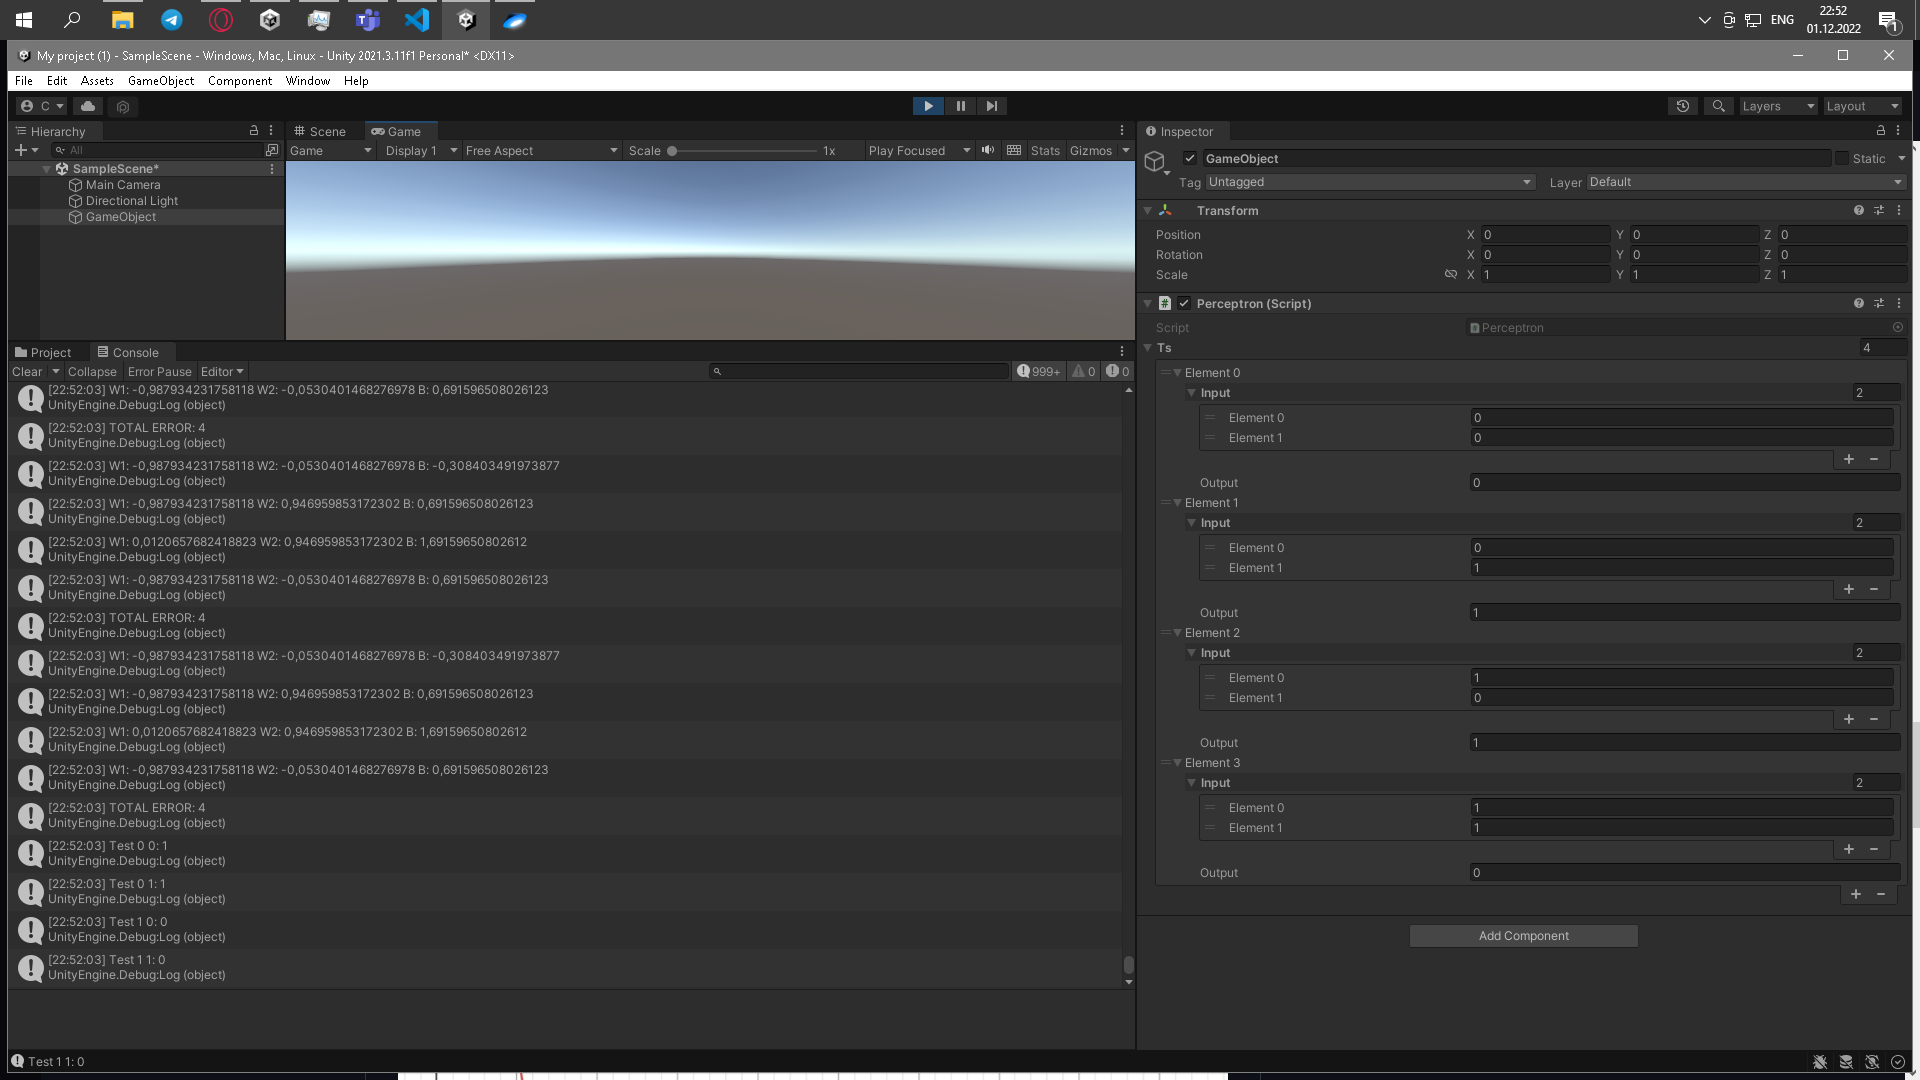 ENG
22:52
01.12.2022
1
My project (1) - SampleScene - Windows, Mac, Linux - Unity 2021.3.11f1 Personal* <DX11>
File Edit Assets GameObject Component Window Help
C
Layers
Layout
Hierarchy
All
SampleScene*
Main Camera
Directional Light
GameObject
Scene
Game
Game Display 1 Free Aspect Scale 1x Play Focused Stats Gizmos
Project
Console
Clear Collapse Error Pause Editor
999+ 0 0
[22:52:03] W1: -0,987934231758118 W2: -0,0530401468276978 B: 0,691596508026123
UnityEngine.Debug:Log (object)
[22:52:03] TOTAL ERROR: 4
UnityEngine.Debug:Log (object)
[22:52:03] W1: -0,987934231758118 W2: -0,0530401468276978 B: -0,308403491973877
UnityEngine.Debug:Log (object)
[22:52:03] W1: -0,987934231758118 W2: 0,946959853172302 B: 0,691596508026123
UnityEngine.Debug:Log (object)
[22:52:03] W1: 0,0120657682418823 W2: 0,946959853172302 B: 1,69159650802612
UnityEngine.Debug:Log (object)
[22:52:03] W1: -0,987934231758118 W2: -0,0530401468276978 B: 0,691596508026123
UnityEngine.Debug:Log (object)
[22:52:03] TOTAL ERROR: 4
UnityEngine.Debug:Log (object)
[22:52:03] W1: -0,987934231758118 W2: -0,0530401468276978 B: -0,308403491973877
UnityEngine.Debug:Log (object)
[22:52:03] W1: -0,987934231758118 W2: 0,946959853172302 B: 0,691596508026123
UnityEngine.Debug:Log (object)
[22:52:03] W1: 0,0120657682418823 W2: 0,946959853172302 B: 1,69159650802612
UnityEngine.Debug:Log (object)
[22:52:03] W1: -0,987934231758118 W2: -0,0530401468276978 B: 0,691596508026123
UnityEngine.Debug:Log (object)
[22:52:03] TOTAL ERROR: 4
UnityEngine.Debug:Log (object)
[22:52:03] Test 0 0: 1
UnityEngine.Debug:Log (object)
[22:52:03] Test 0 1: 1
UnityEngine.Debug:Log (object)
[22:52:03] Test 1 0: 0
UnityEngine.Debug:Log (object)
[22:52:03] Test 1 1: 0
UnityEngine.Debug:Log (object)
Test 1 1: 0
Inspector
GameObject
Static
Tag Untagged Layer Default
Transform
Position X 0 Y 0 Z 0
Rotation X 0 Y 0 Z 0
Scale X 1 Y 1 Z 1
# Perceptron (Script)
Script Perceptron
Ts 4
Element 0
Input 2
Element 0 0
Element 1 0
Output 0
Element 1
Input 2
Element 0 0
Element 1 1
Output 1
Element 2
Input 2
Element 0 1
Element 1 0
Output 1
Element 3
Input 2
Element 0 1
Element 1 1
Output 0
Add Component